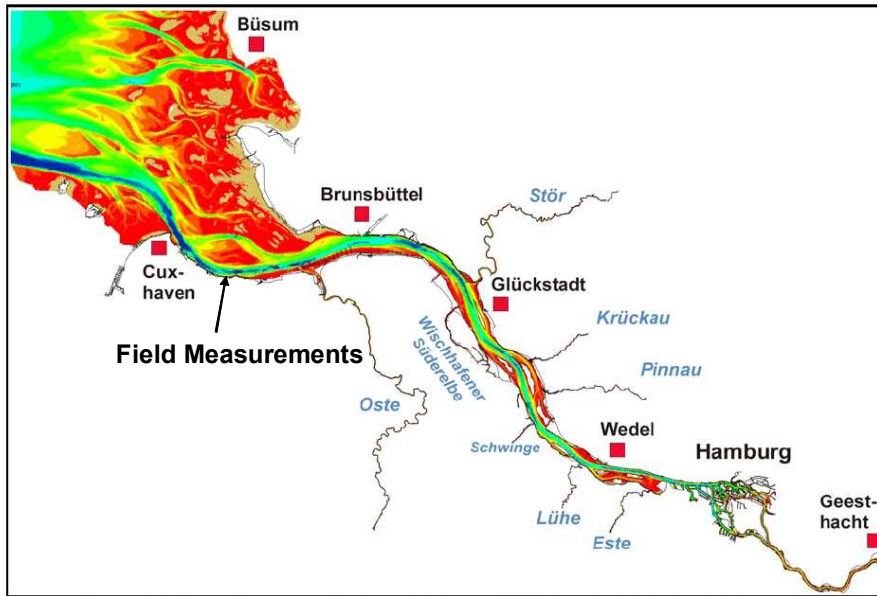 Büsum
Brunsbüttel
Stör
Cux-
haven
Glückstadt
Krückau
Field Measurements
Wischhafener
Süderelbe
Pinnau
Oste
Wedel
Schwinge
Hamburg
Lühe
Este
Geest-
hacht